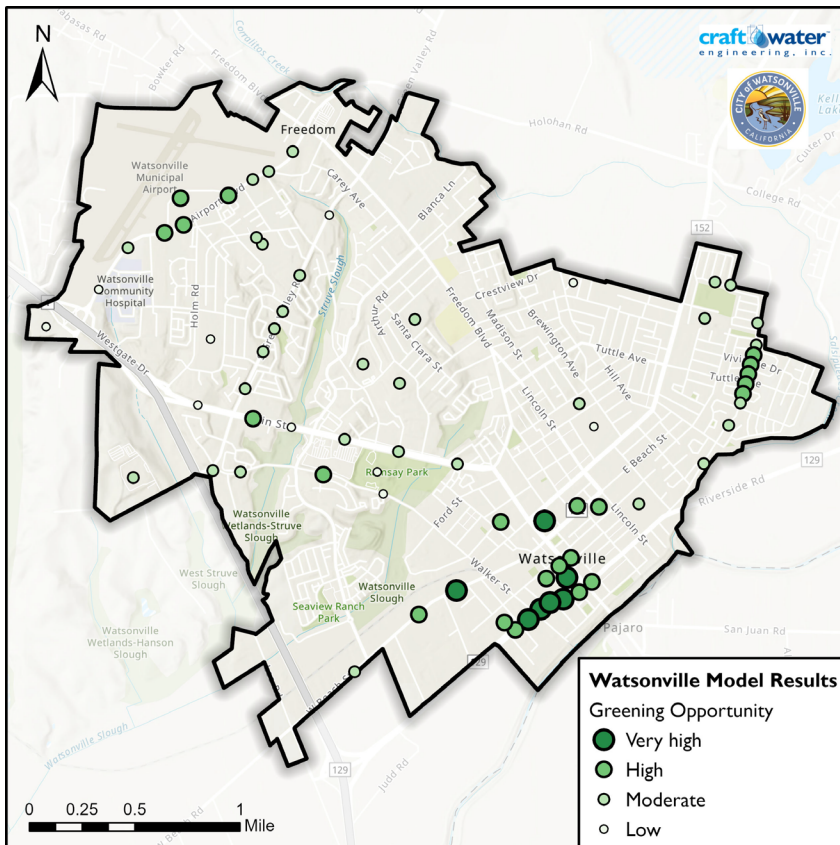 N
craft water
engineering, inc.
CITY OF WATSONVILLE
CALIFORNIA
Corralitos Creek
Bowker Rd
Freedom Blvd
Holohan Rd
Freedom
Carey Ave
Blanca Ln
College Rd
Watsonville
Municipal
Airport
152
Struve Slough
Watsonville
Community
Hospital
Holm Rd
Arthur Rd
Santa Clara St
Freedom Blvd
Crestview Dr
Madison St
Brewington Ave
Tuttle Ave
Hill Ave
Westgate Dr
Lincoln St
E Beach St
129
Riverside Rd
Ramsay Park
Ford St
Lincoln St
Watsonville
Wetlands-Struve
Slough
Watsonville
Walker St
West Struve
Slough
Watsonville
Slough
Seaview Ranch
Park
Pajaro
San Juan Rd
Watsonville
Wetlands-Hanson
Slough
129
Watsonville Slough
129
Judd Rd
0 0.25 0.5 1
Mile
Watsonville Model Results
Greening Opportunity
Very high
High
Moderate
Low